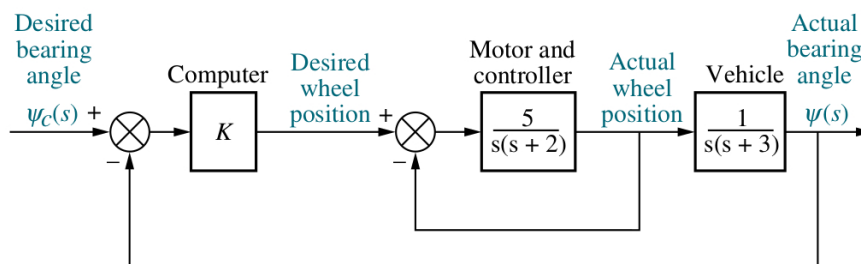 Desired
bearing
angle
ψC(s) +
−
Computer
K
Desired
wheel
position
+
−
Motor and
controller
5
s(s + 2)
Actual
wheel
position
Vehicle
1
s(s + 3)
Actual
bearing
angle
ψ(s)